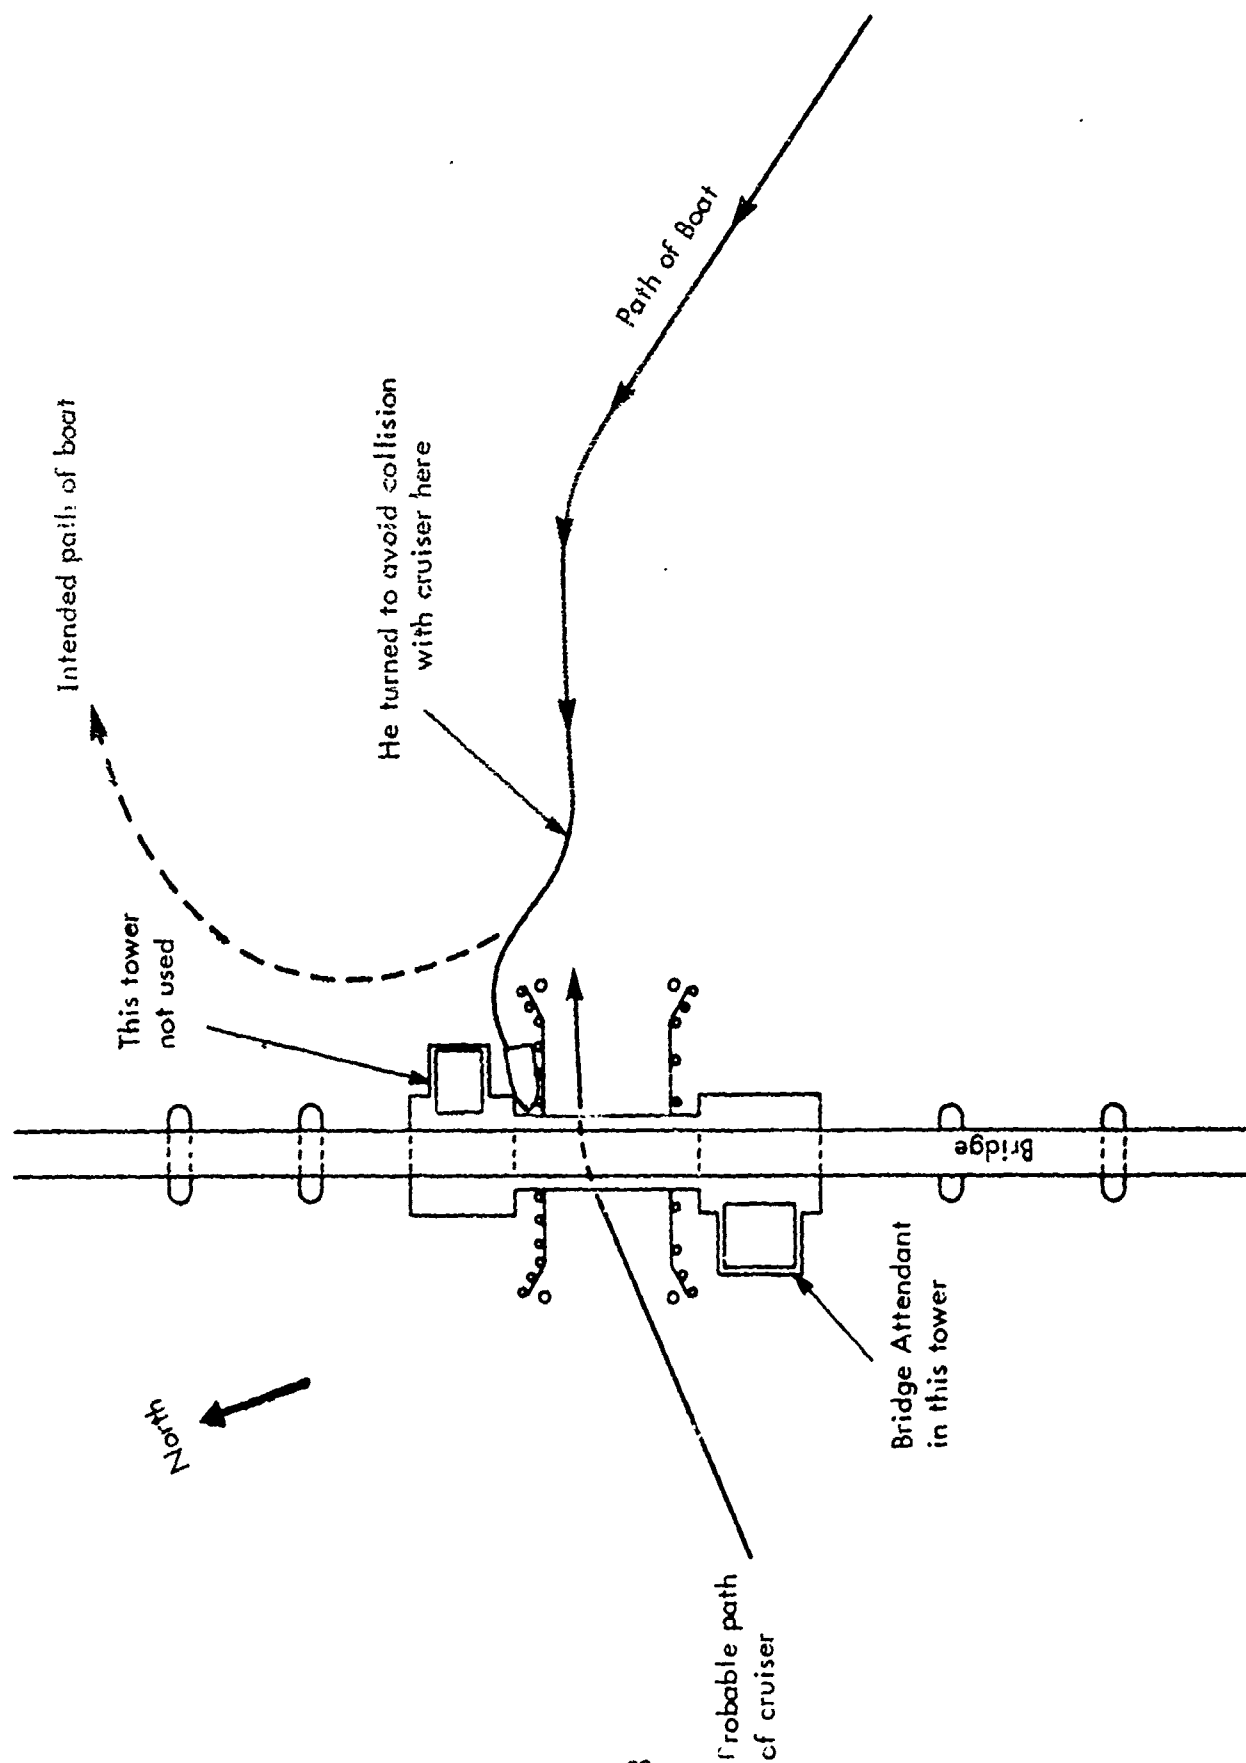 Intended path of boat
He turned to avoid collision
with cruiser here
Path of Boat
This tower
not used
Bridge
North
Bridge Attendant
in this tower
Probable path
of cruiser